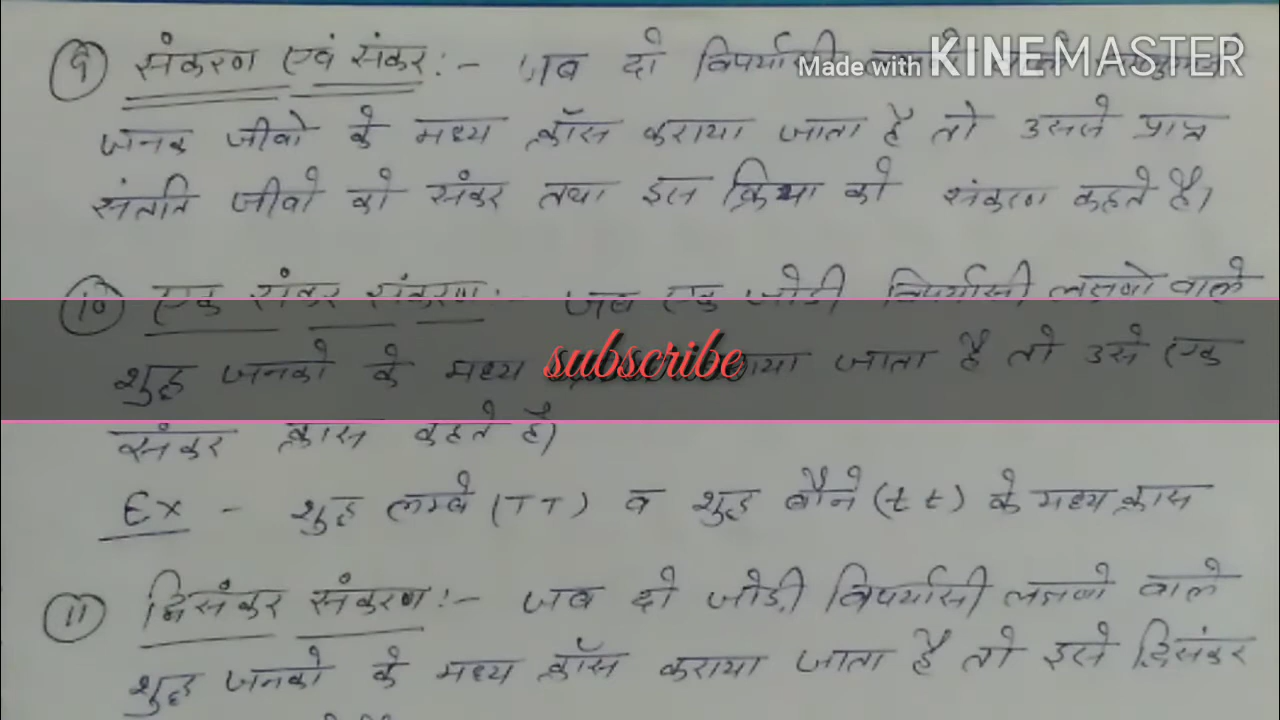 ९ संकरण एवं संकर :- जब दो विपर्यासी
Made with KINEMASTER
जनक जीवो के मध्य क्रॉस कराया जाता है तो उससे प्राप्त
संतति जीवो को संकर तथा इस क्रिया को संकरण कहते है।
10 एक संकर संकरण :- जब एक जोडी विपर्यासी लक्षणो वाले
शुद्ध जनको के मध्य जाता है तो उसे एक
subscribe
संकर क्रास कहते है।
Ex - शुद्ध लम्बे (TT) व शुद्ध बौने (tt) के मध्य क्रास
11 द्विसंकर संकरण :- जब दो जोडी विपर्यासी लक्षणो वाले
शुद्ध जनको के मध्य क्रॉस कराया जाता है तो इसे द्विसंकर